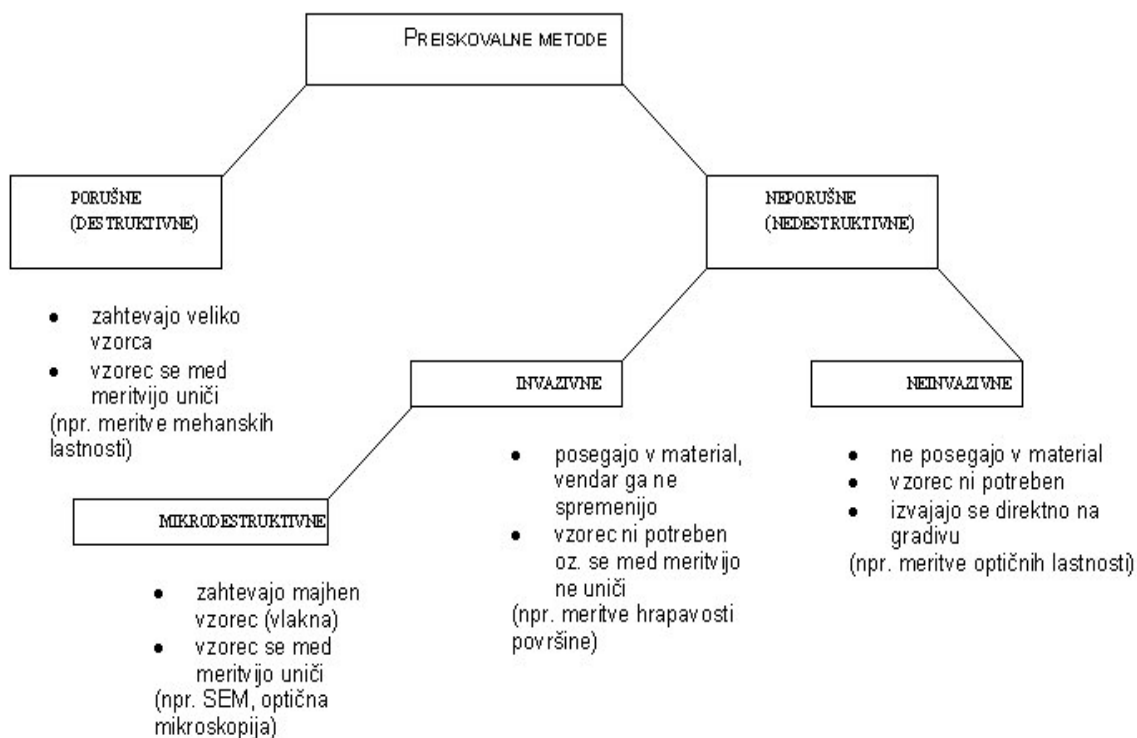 PREISKOVALNE METODE
PORUŠNE
(DESTRUKTIVNE)
NEPORUŠNE
(NEDESTRUKTIVNE)
• zahtevajo veliko
vzorca
• vzorec se med
meritvijo uniči
(npr. meritve mehanskih
lastnosti)
INVAZIVNE
NEINVAZIVNE
• posegajo v material,
vendar ga ne
spremenijo
• vzorec ni potreben
oz. se med meritvijo
ne uniči
(npr. meritve hrapavosti
površine)
• ne posegajo v material
• vzorec ni potreben
• izvajajo se direktno na
gradivu
(npr. meritve optičnih lastnosti)
MIKRODESTRUKTIVNE
• zahtevajo majhen
vzorec (vlakna)
• vzorec se med
meritvijo uniči
(npr. SEM, optična
mikroskopija)